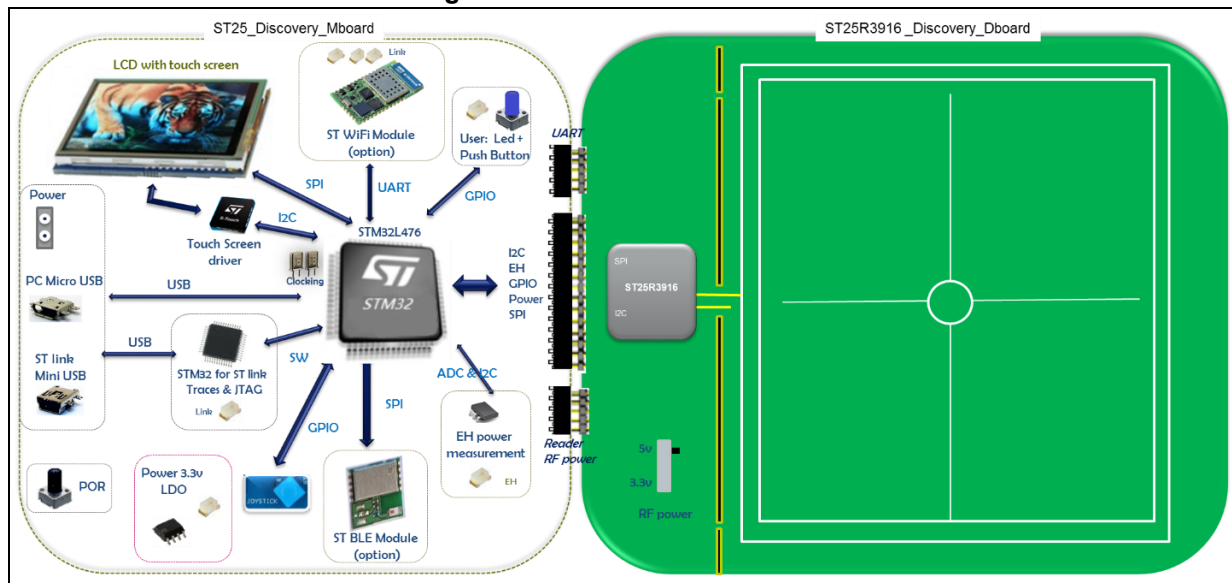 ST25_Discovery_Mboard
ST25R3916 _Discovery_Dboard
LCD with touch screen
Link
ST WiFi Module
(option)
User: Led +
Push Button
UART
SPI
UART
GPIO
Power
I2C
STM32L476
Touch Screen
driver
Clocking
PC Micro USB
USB
STM32
I2C
EH
GPIO
Power
SPI
SPI
ST25R3916
I2C
ST link
Mini USB
USB
SW
STM32 for ST link
Traces & JTAG
Link
ADC & I2C
SPI
GPIO
EH power
measurement
EH
Reader
RF power
5v
3.3v
RF power
POR
Power 3.3v
LDO
JOYSTICK
ST BLE Module
(option)